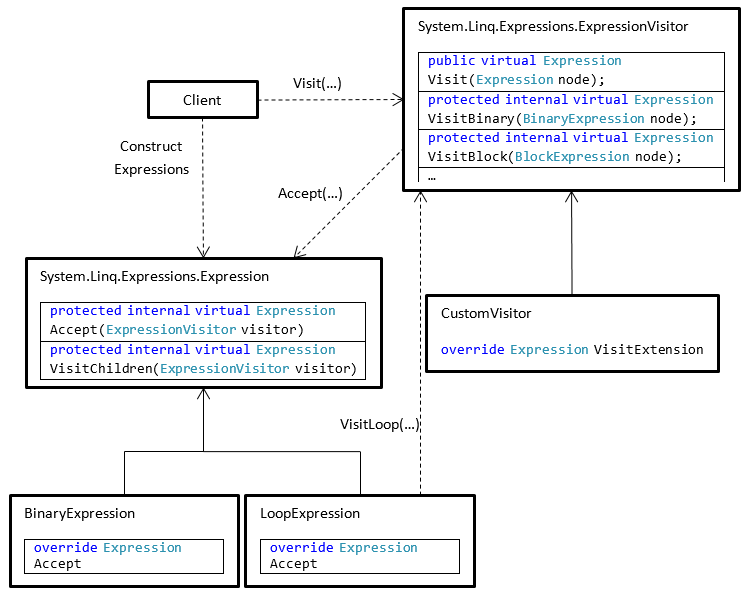 System.Linq.Expressions.ExpressionVisitor
public virtual Expression
Visit(Expression node);
protected internal virtual Expression
VisitBinary(BinaryExpression node);
protected internal virtual Expression
VisitBlock(BlockExpression node);
…
Client
Visit(…)
Construct
Expressions
Accept(…)
System.Linq.Expressions.Expression
protected internal virtual Expression
Accept(ExpressionVisitor visitor)
protected internal virtual Expression
VisitChildren(ExpressionVisitor visitor)
CustomVisitor
override Expression VisitExtension
VisitLoop(…)
BinaryExpression
override Expression
Accept
LoopExpression
override Expression
Accept